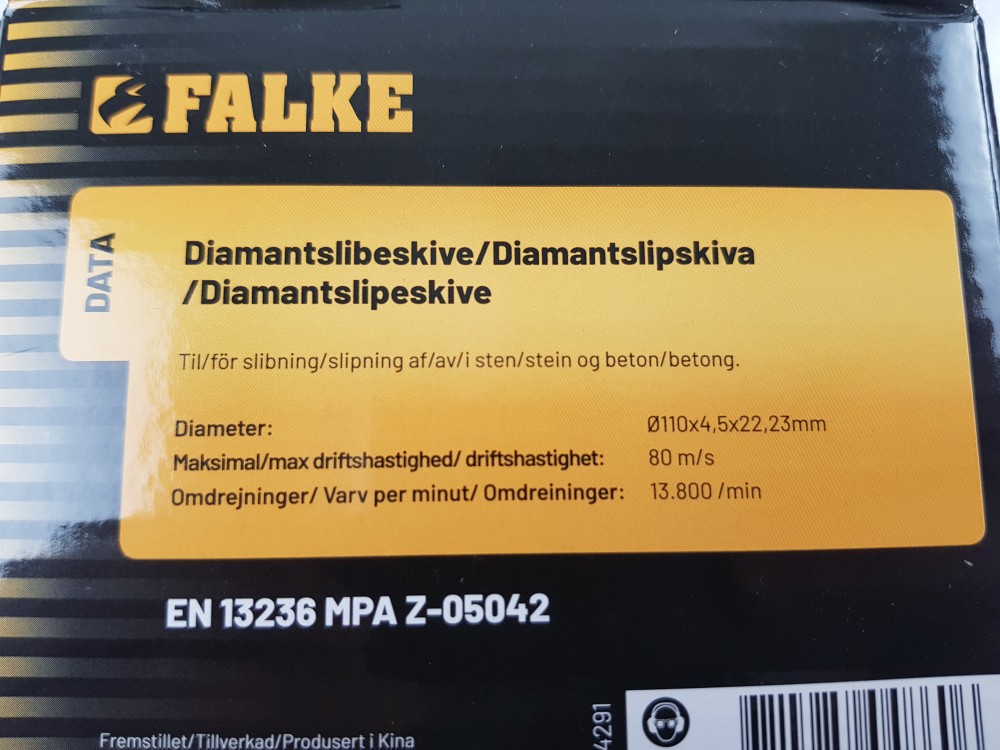 FALKE
DATA
Diamantslibeskive/Diamantslipskiva
/Diamantslipeskive
Til/för slibning/slipning af/av/i sten/stein og beton/betong.
Diameter: Ø110x4,5x22,23mm
Maksimal/max driftshastighed/ driftshastighet: 80 m/s
Omdrejninger/ Varv per minut/ Omdreininger: 13.800 /min
EN 13236 MPA Z-05042
4291
Fremstillet/Tillverkad/Produsert i Kina